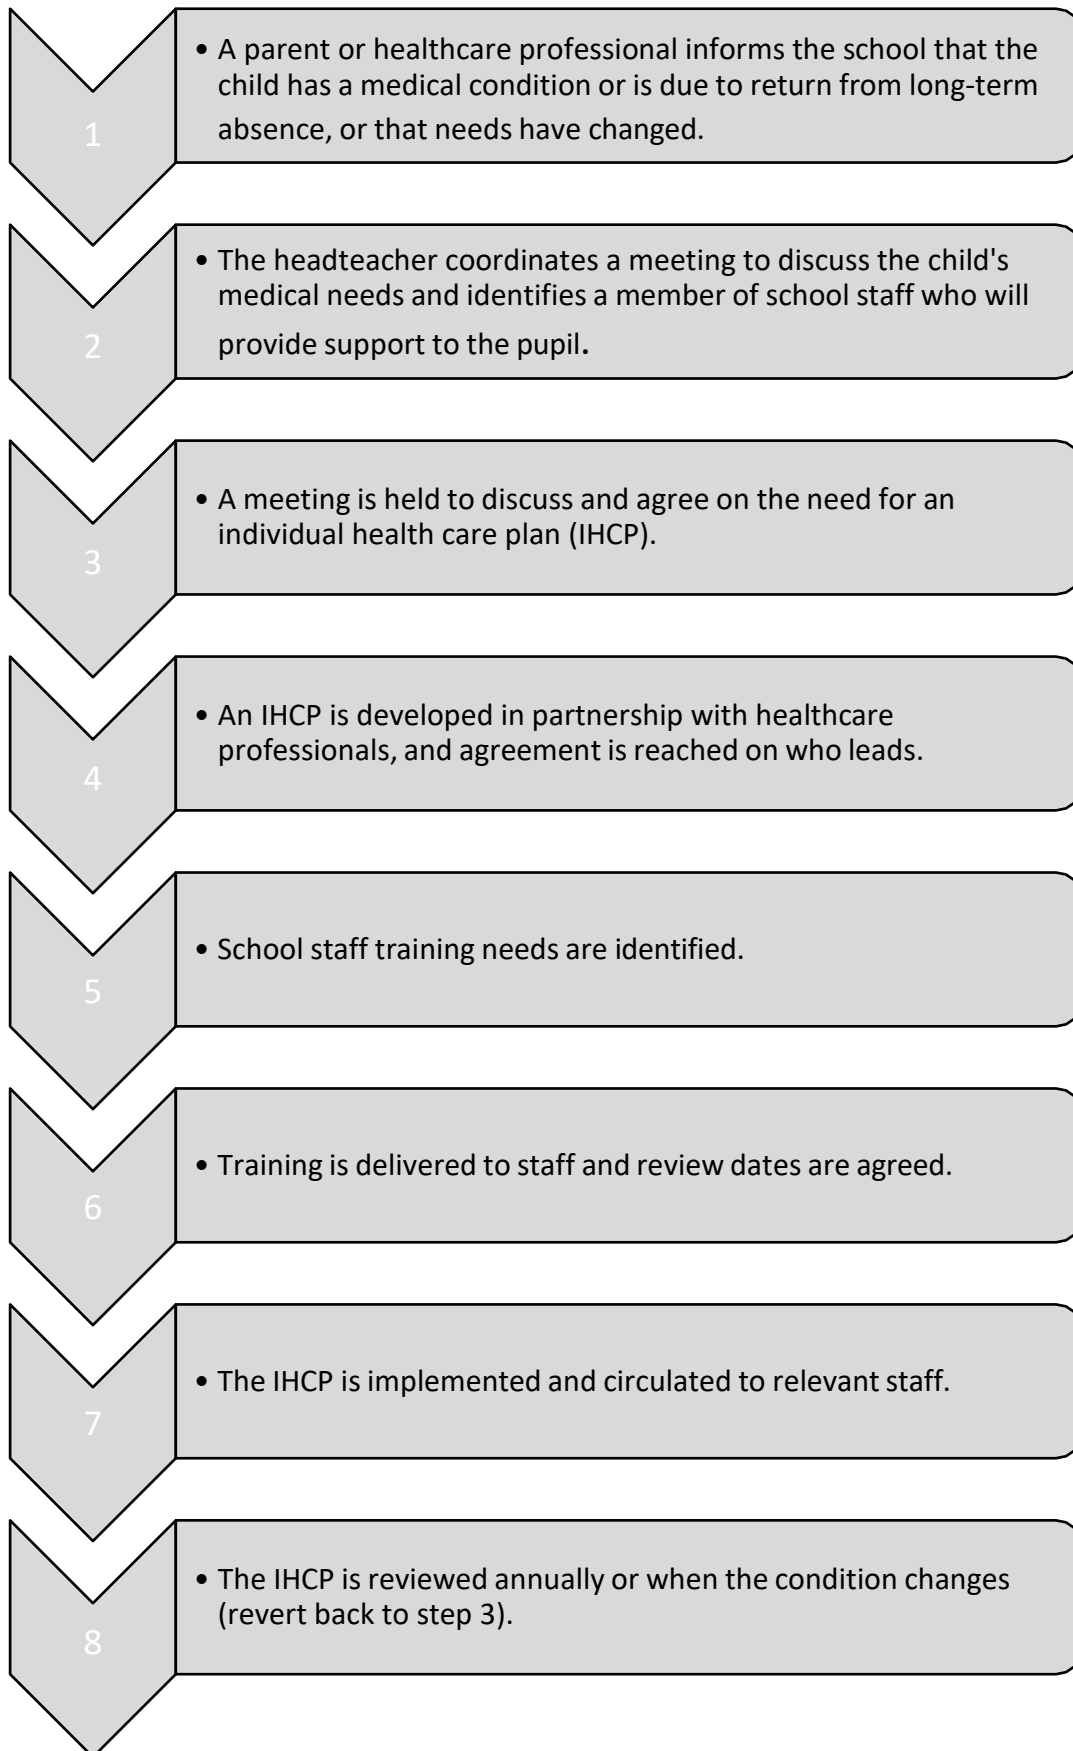 1
• A parent or healthcare professional informs the school that the
child has a medical condition or is due to return from long-term
absence, or that needs have changed.
2
• The headteacher coordinates a meeting to discuss the child's
medical needs and identifies a member of school staff who will
provide support to the pupil.
3
• A meeting is held to discuss and agree on the need for an
individual health care plan (IHCP).
4
• An IHCP is developed in partnership with healthcare
professionals, and agreement is reached on who leads.
5
• School staff training needs are identified.
6
• Training is delivered to staff and review dates are agreed.
7
• The IHCP is implemented and circulated to relevant staff.
8
• The IHCP is reviewed annually or when the condition changes
(revert back to step 3).